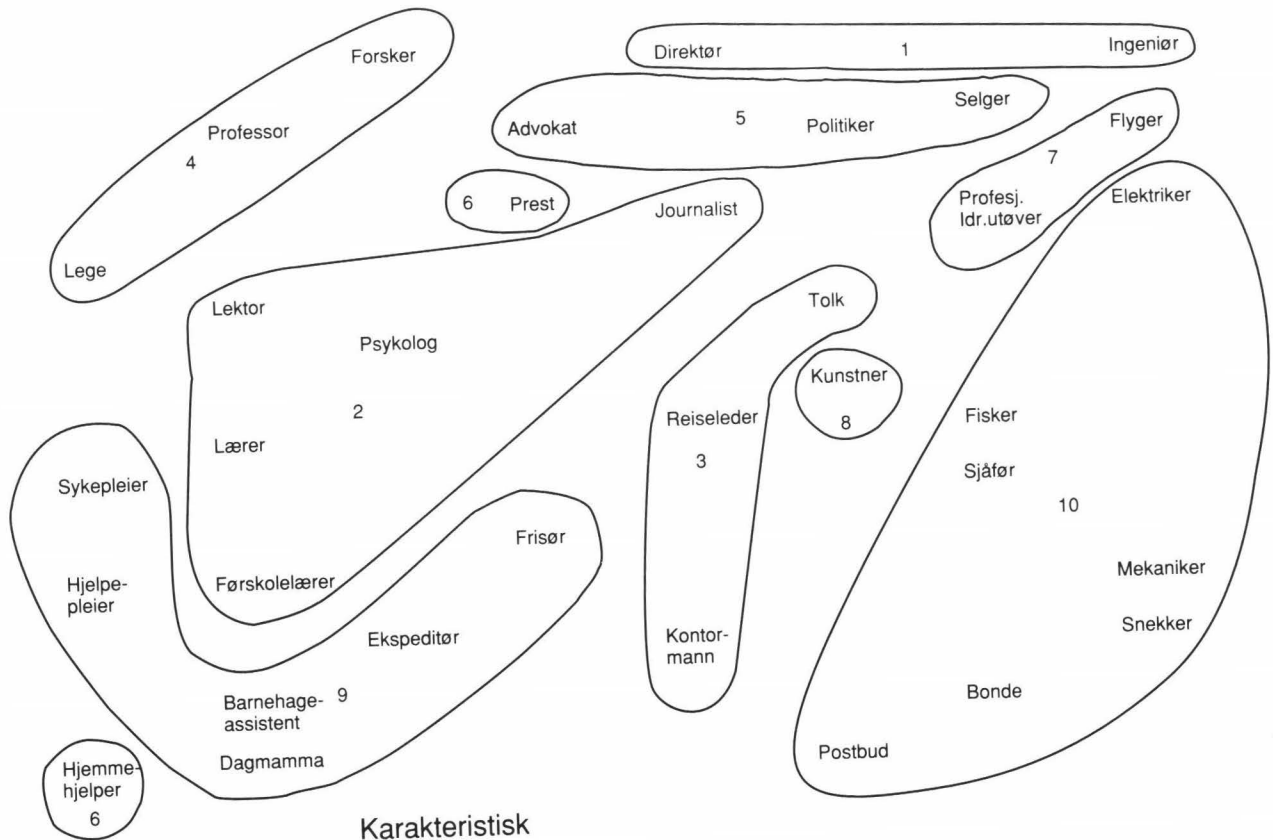 Forsker
Direktør 1 Ingeniør
Professor
4
Advokat 5 Politiker Selger
Flyger
7
6 Prest
Journalist
Profesj.
Idr.utøver
Elektriker
Lege
Lektor
Tolk
Psykolog
Kunstner
8
2
Reiseleder
3
Fisker
Lærer
Sykepleier
Sjåfør
10
Frisør
Hjelpe-
pleier
Førskolelærer
Mekaniker
Ekspeditør
Kontor-
mann
Snekker
Barnehage-
assistent
9
Bonde
Dagmamma
Postbud
Hjemme-
hjelper
6
Karakteristisk